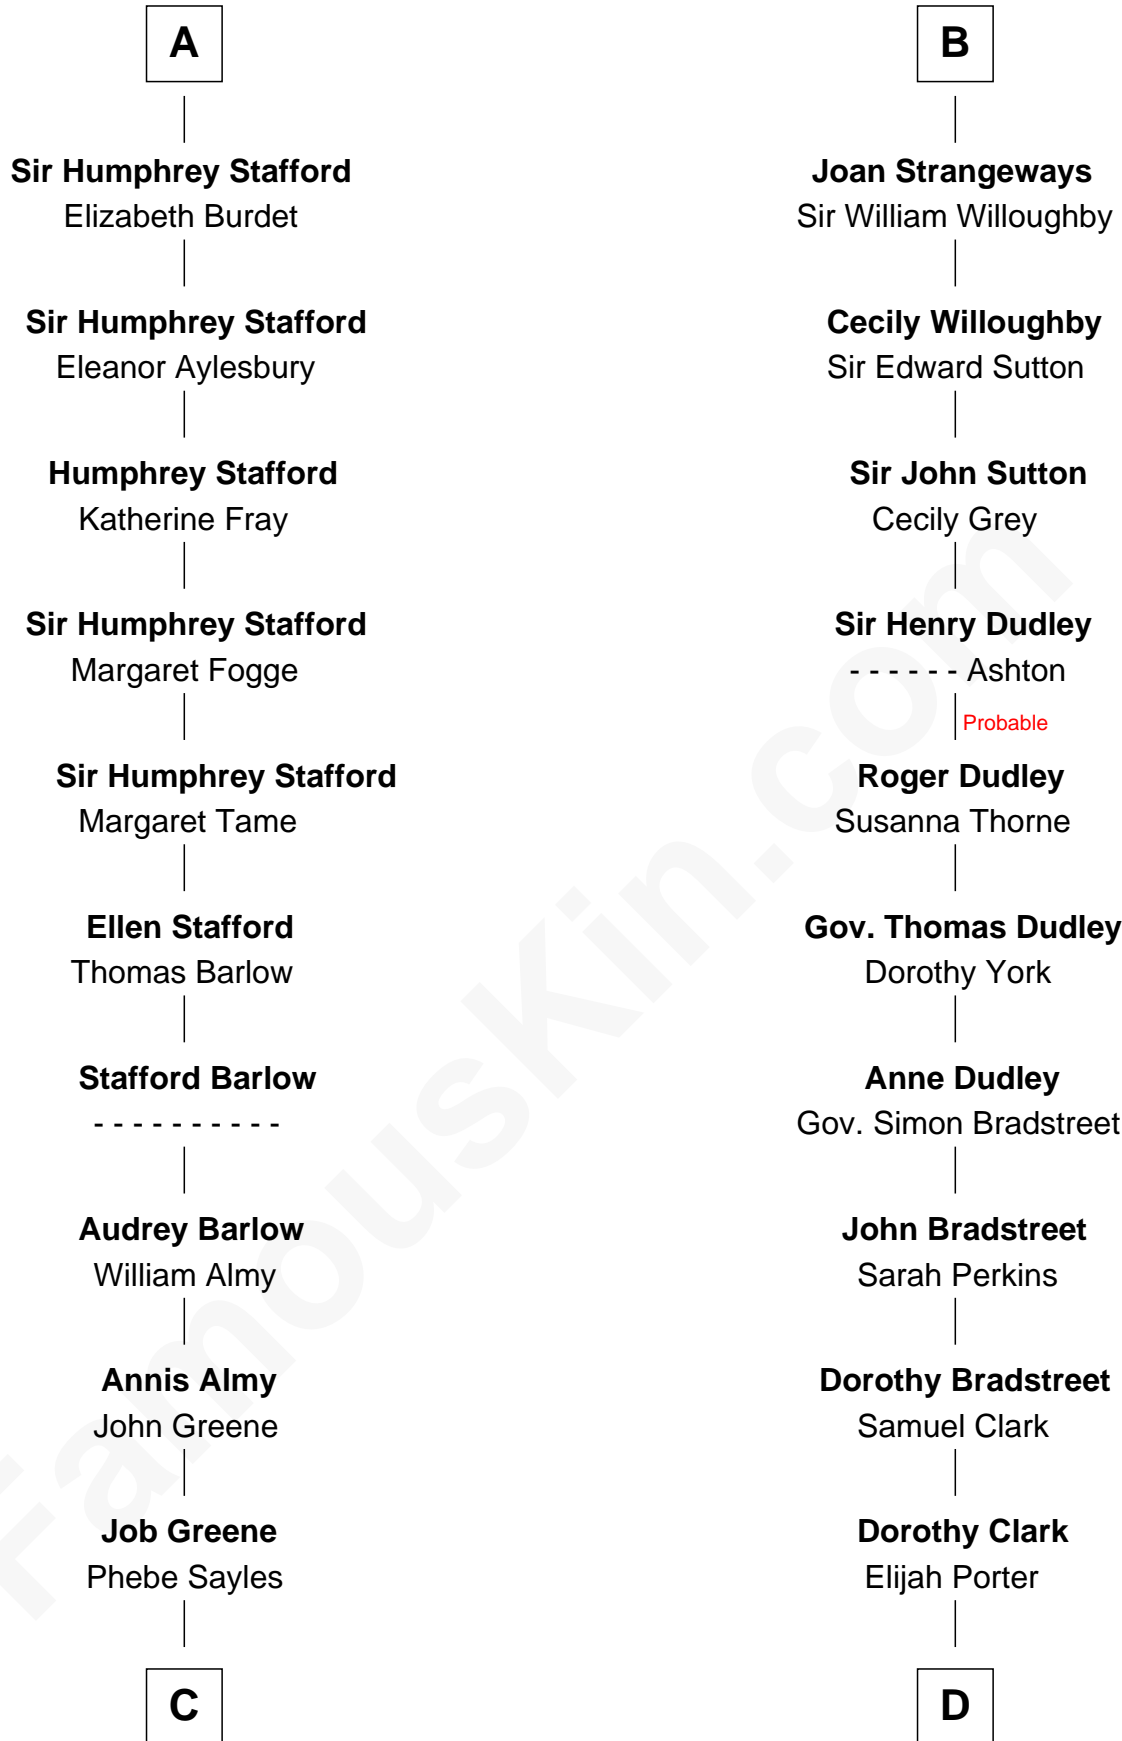 A
Sir Humphrey Stafford
Elizabeth Burdet
Sir Humphrey Stafford
Eleanor Aylesbury
Humphrey Stafford
Katherine Fray
Sir Humphrey Stafford
Margaret Fogge
Sir Humphrey Stafford
Margaret Tame
Ellen Stafford
Thomas Barlow
Stafford Barlow
- - - - - - - - - -
Audrey Barlow
William Almy
Annis Almy
John Greene
Job Greene
Phebe Sayles
C
B
Joan Strangeways
Sir William Willoughby
Cecily Willoughby
Sir Edward Sutton
Sir John Sutton
Cecily Grey
Sir Henry Dudley
- - - - - - Ashton
Probable
Roger Dudley
Susanna Thorne
Gov. Thomas Dudley
Dorothy York
Anne Dudley
Gov. Simon Bradstreet
John Bradstreet
Sarah Perkins
Dorothy Bradstreet
Samuel Clark
Dorothy Clark
Elijah Porter
D
FamousKin.com